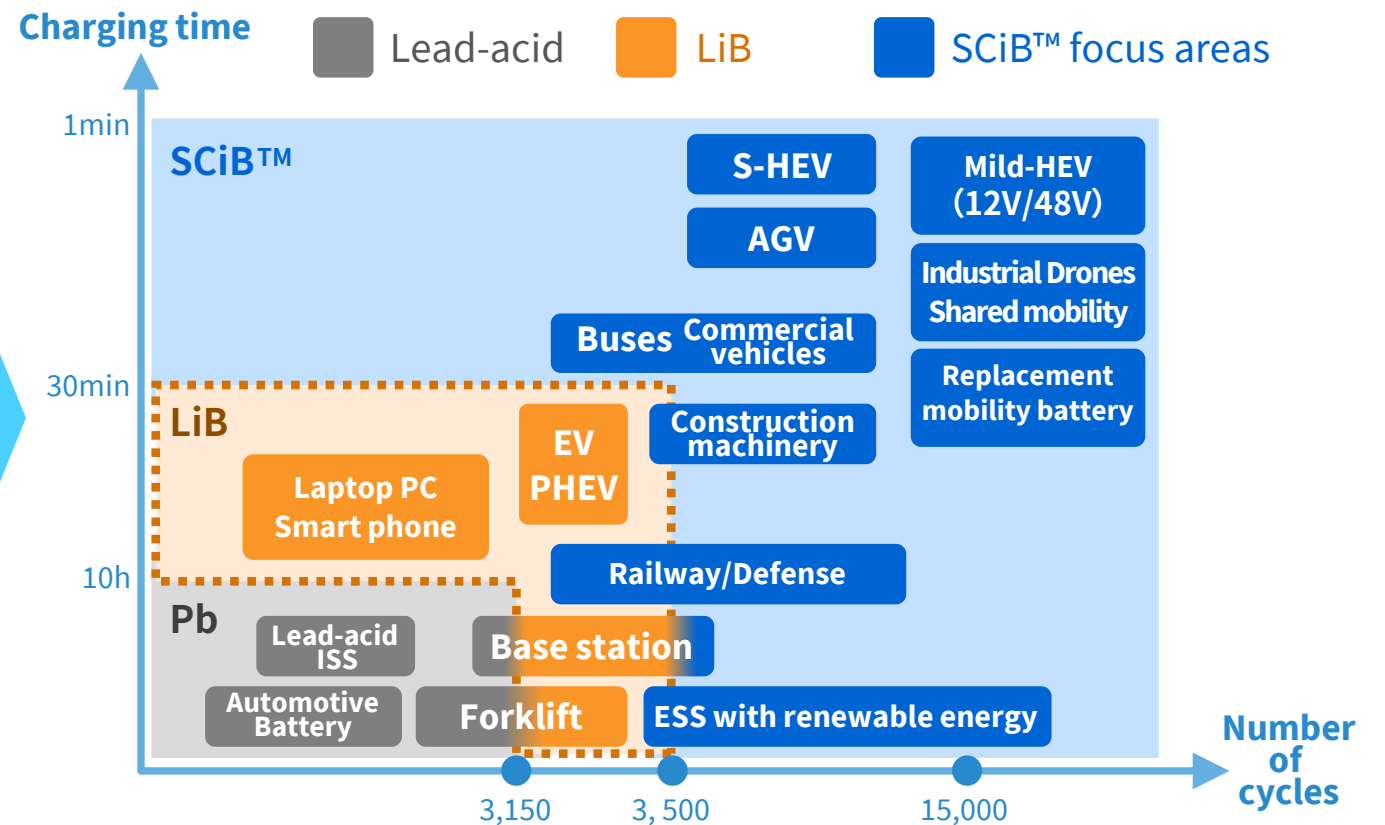 Charging time
Lead-acid
LiB
SCiB™ focus areas
1min
SCiB™
S-HEV
Mild-HEV
(12V/48V)
AGV
Industrial Drones
Shared mobility
Buses Commercial
vehicles
30min
Replacement
mobility battery
LiB
EV
PHEV
Construction
machinery
Laptop PC
Smart phone
10h
Railway/Defense
Pb
Lead-acid
ISS
Base station
Automotive
Battery
Forklift
ESS with renewable energy
Number
of
cycles
3,150
3, 500
15,000